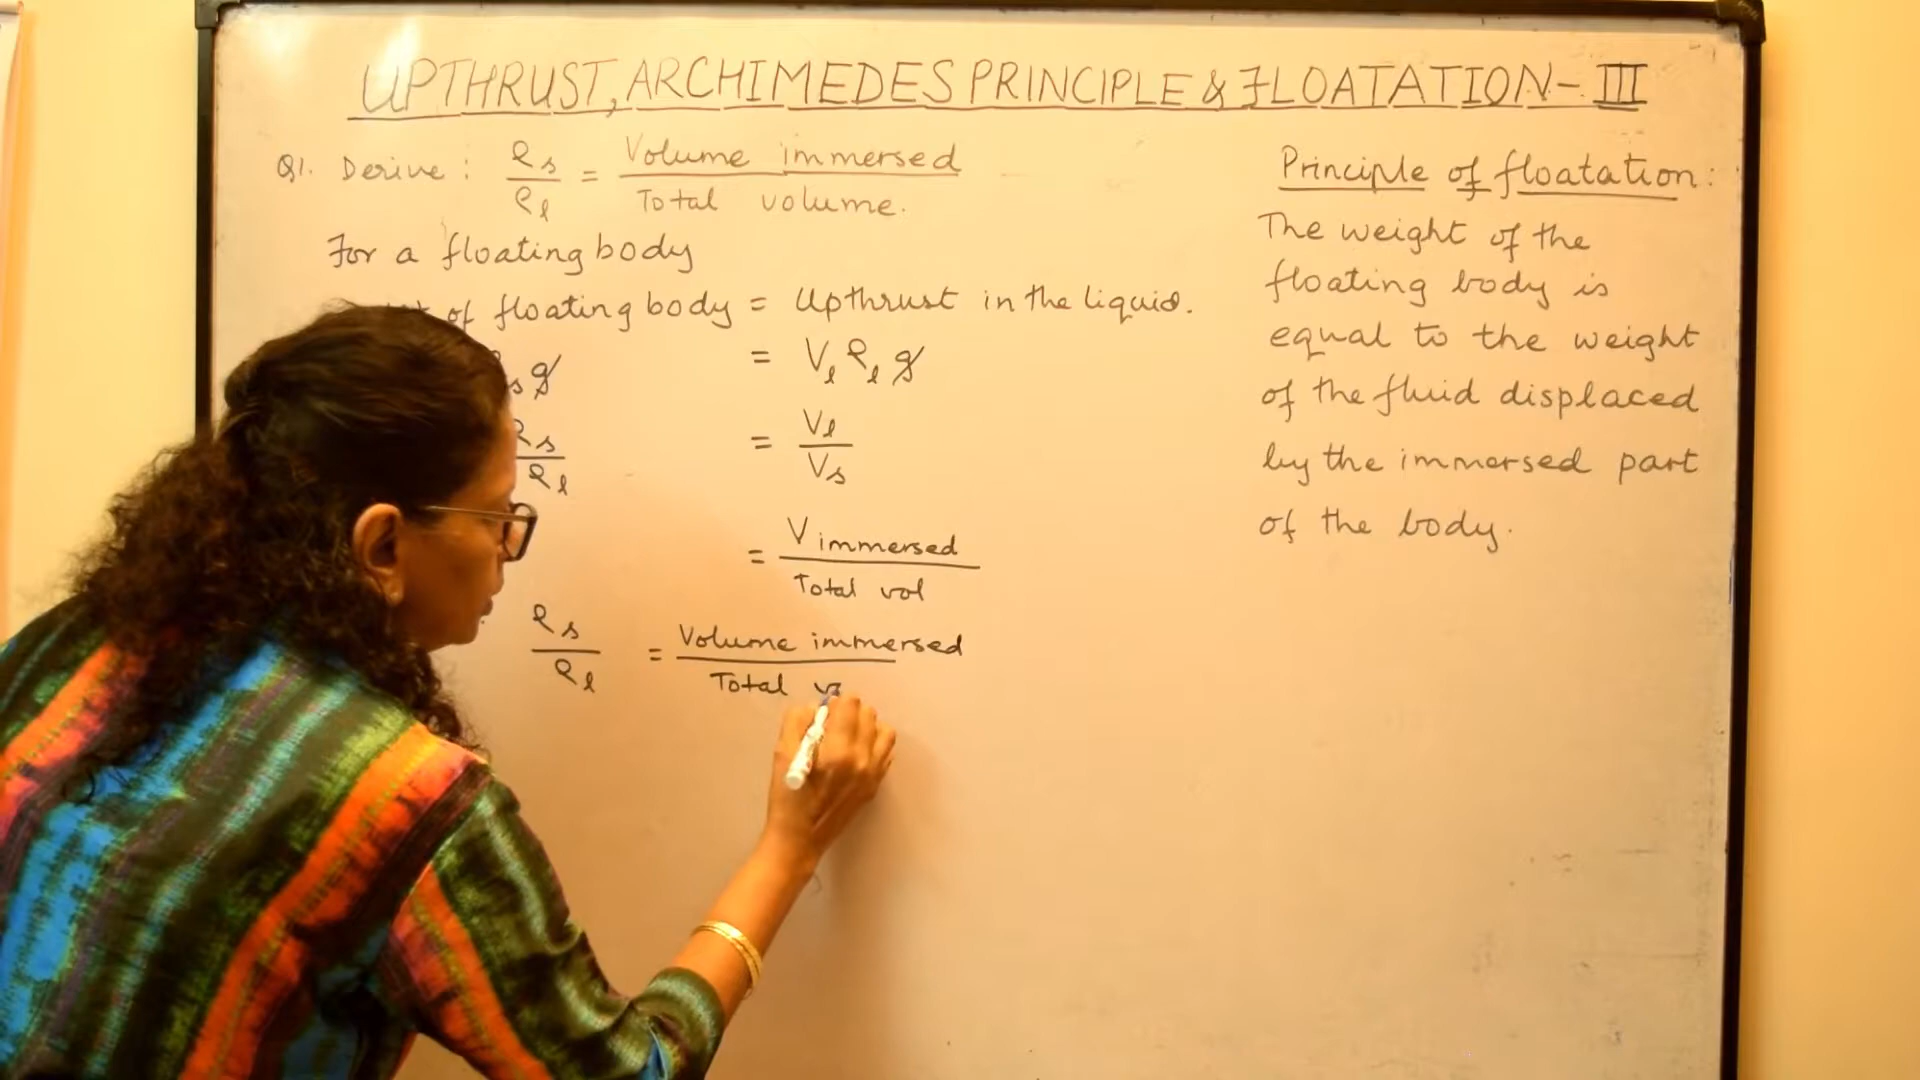 UPTHRUST, ARCHIMEDES PRINCIPLE & FLOATATION - III
Q1. Derive : ρs/ρl = Volume immersed / Total volume.
For a floating body
of floating body = Upthrust in the liquid.
s g = Vl ρl g
ρs/ρl = Vl/Vs
= V immersed / Total vol
ρs/ρl = Volume immersed / Total v
Principle of floatation :
The weight of the
floating body is
equal to the weight
of the fluid displaced
by the immersed part
of the body.